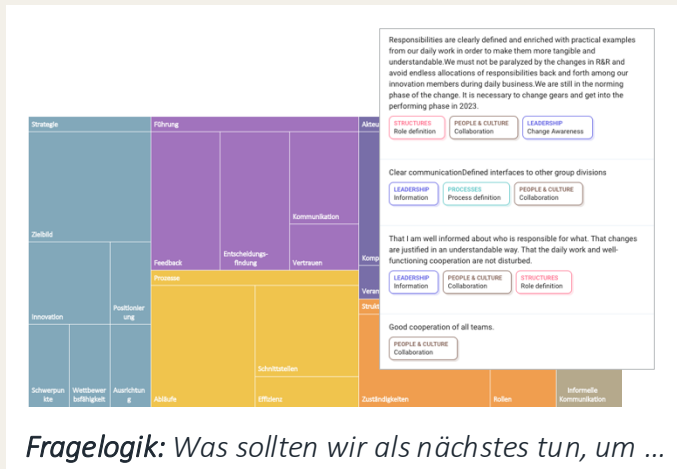 Responsibilities are clearly defined and enriched with practical examples
from our daily work in order to make them more tangible and
understandable.We must not be paralyzed by the changes in R&R and
avoid endless allocations of responsibilities back and forth among our
innovation members during daily business.We are still in the norming
phase of the change. It is necessary to change gears and get into the
performing phase in 2023.
STRUCTURES
Role definition
PEOPLE & CULTURE
Collaboration
LEADERSHIP
Change Awareness
Clear communicationDefined interfaces to other group divisions
LEADERSHIP
Information
PROCESSES
Process definition
PEOPLE & CULTURE
Collaboration
That I am well informed about who is responsible for what. That changes
are justified in an understandable way. That the daily work and well-
functioning cooperation are not disturbed.
LEADERSHIP
Information
PEOPLE & CULTURE
Collaboration
STRUCTURES
Role definition
Good cooperation of all teams.
PEOPLE & CULTURE
Collaboration
Strategie
Zielbild
Innovation
Positionier
ung
Schwerpun
kte
Wettbewer
bsfähigkeit
Ausrichtun
g
Führung
Feedback
Entscheidungs-
findung
Kommunikation
Vertrauen
Prozesse
Abläufe
Schnittstellen
Effizienz
Akteu
Komp
Veran
Strukt
Zuständigkeiten
Rollen
Informelle
Kommunikation
Fragelogik: Was sollten wir als nächstes tun, um ...